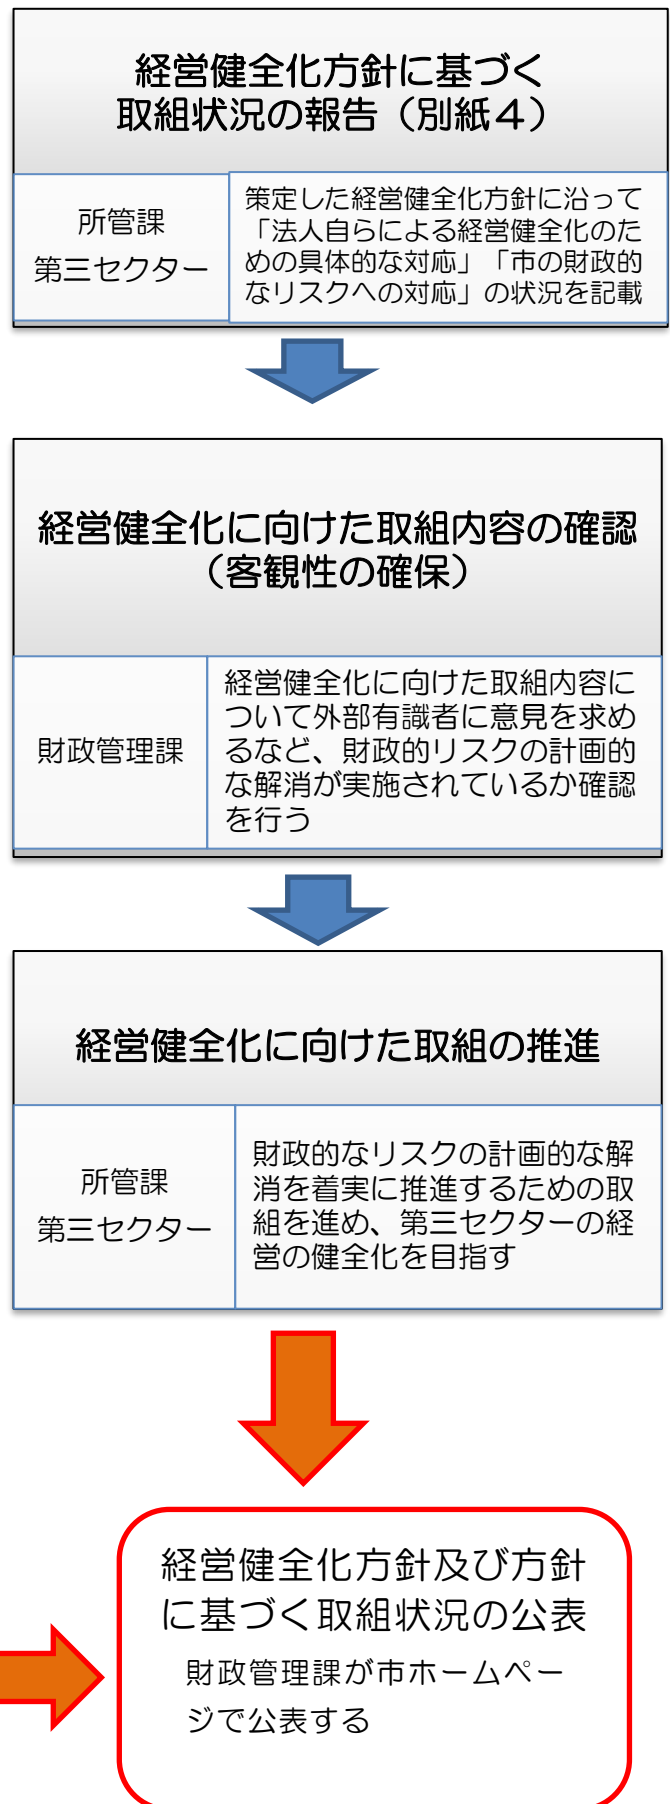 経営健全化方針に基づく
取組状況の報告（別紙４）
所管課
第三セクター
策定した経営健全化方針に沿って
「法人自らによる経営健全化のた
めの具体的な対応」「市の財政的
なリスクへの対応」の状況を記載
経営健全化に向けた取組内容の確認
（客観性の確保）
財政管理課
経営健全化に向けた取組内容に
ついて外部有識者に意見を求め
るなど、財政的リスクの計画的
な解消が実施されているか確認
を行う
経営健全化に向けた取組の推進
所管課
第三セクター
財政的なリスクの計画的な解
消を着実に推進するための取
組を進め、第三セクターの経
営の健全化を目指す
経営健全化方針及び方針
に基づく取組状況の公表
財政管理課が市ホームペー
ジで公表する